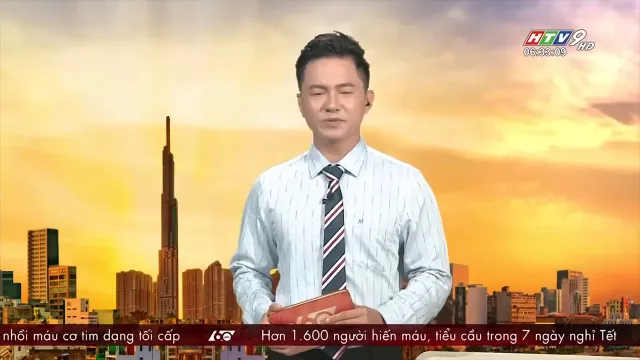 HTV9 HD
06:33:09
nhồi máu cơ tim dạng tối cấp 60 Hơn 1.600 người hiến máu, tiểu cầu trong 7 ngày nghỉ Tết